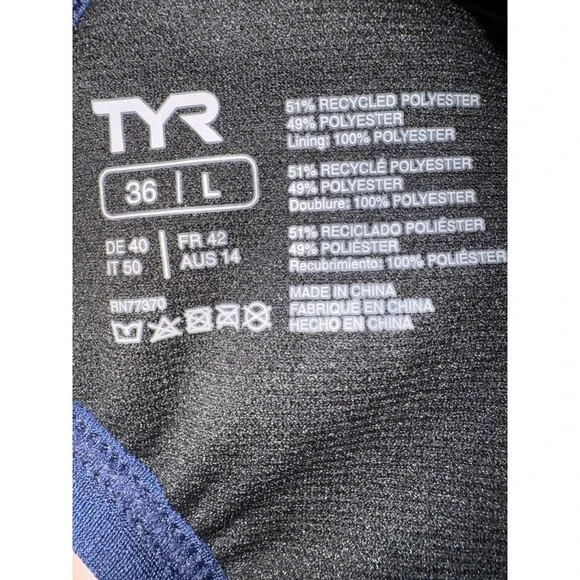 TYR
36 | L
DE 40 | FR 42
IT 50 | AUS 14
RN77370
51% RECYCLED POLYESTER
49% POLYESTER
Lining: 100% POLYESTER
51% RECYCLÉ POLYESTER
49% POLYESTER
Doublure: 100% POLYESTER
51% RECICLADO POLIÉSTER
49% POLIÉSTER
Recubrimiento: 100% POLIÉSTER
MADE IN CHINA
FABRIQUÉ EN CHINA
HECHO EN CHINA